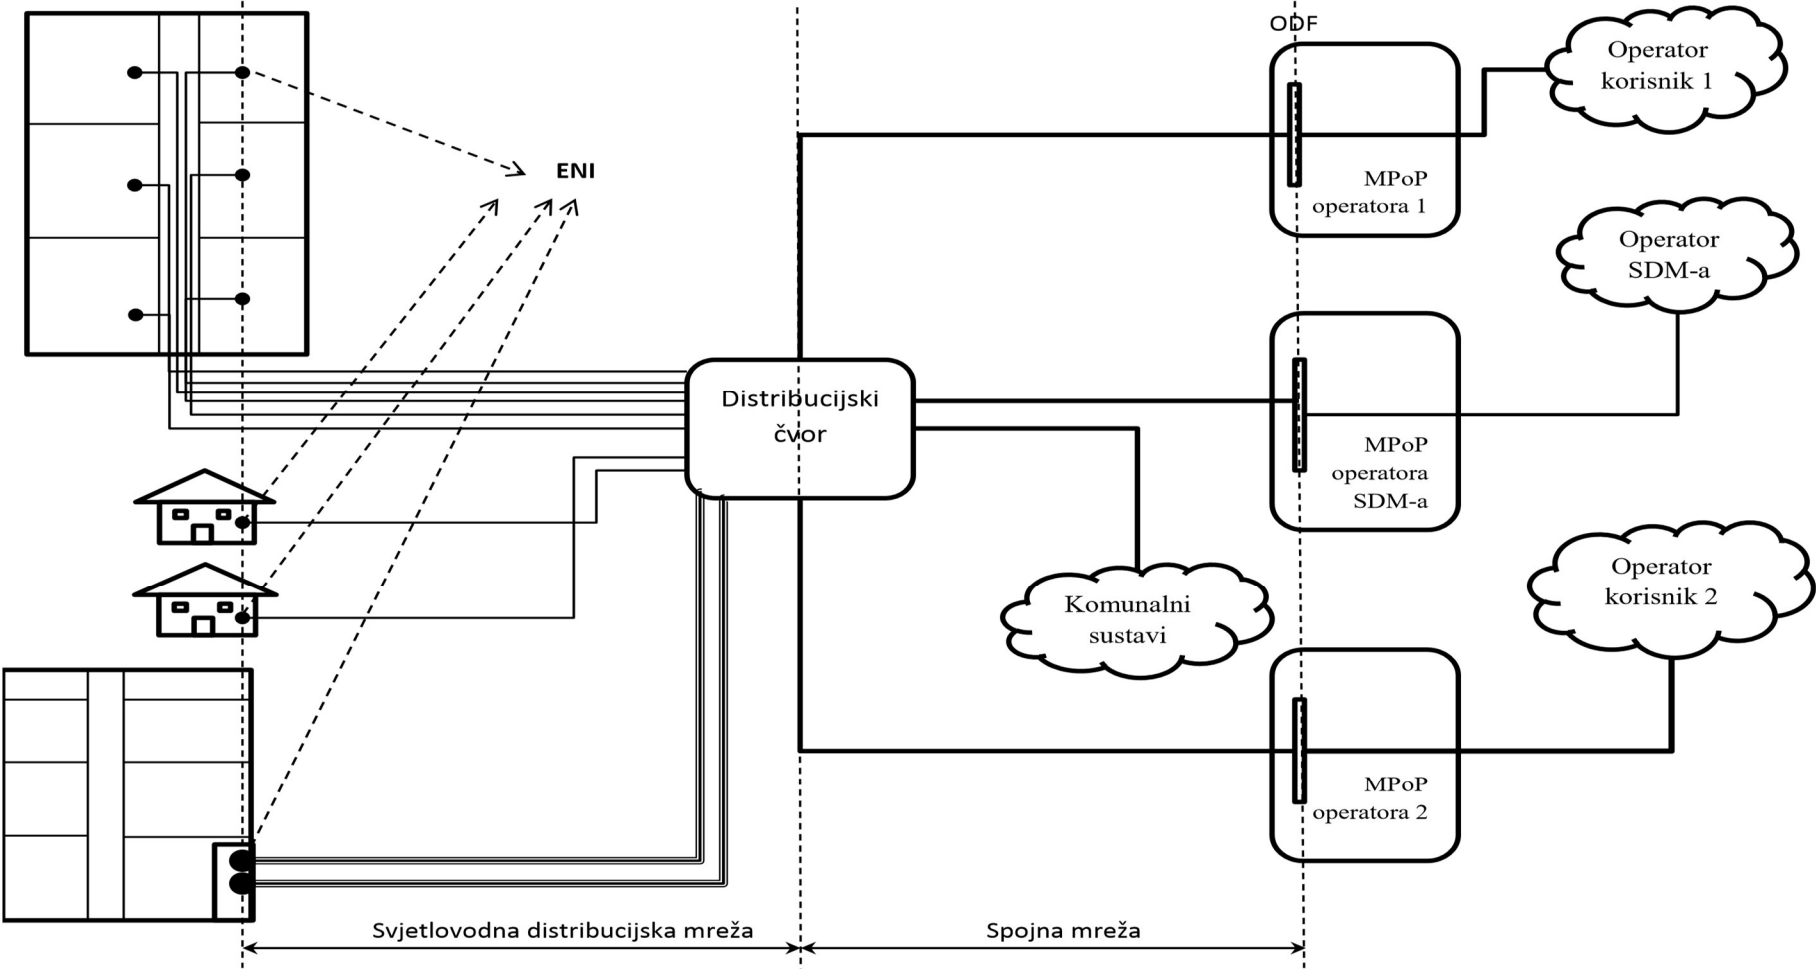 ODF
Operator
korisnik 1
ENI
MPoP
operatora 1
Operator
SDM-a
Distribucijski
čvor
MPoP
operatora
SDM-a
Komunalni
sustavi
Operator
korisnik 2
MPoP
operatora 2
Svjetlovodna distribucijska mreža
Spojna mreža